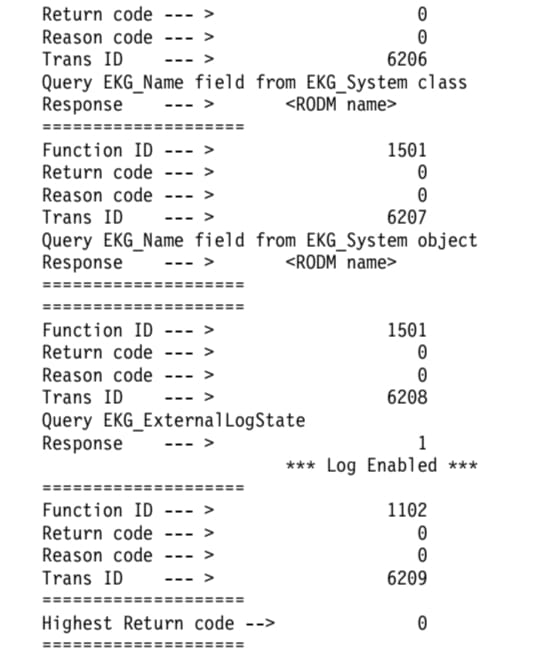 Return code --- >                         0
Reason code --- >                         0
Trans ID    --- >                      6206
Query EKG_Name field from EKG_System class
Response    --- >        <RODM name>
====================
Function ID --- >                      1501
Return code --- >                         0
Reason code --- >                         0
Trans ID    --- >                      6207
Query EKG_Name field from EKG_System object
Response    --- >        <RODM name>
====================
====================
Function ID --- >                      1501
Return code --- >                         0
Reason code --- >                         0
Trans ID    --- >                      6208
Query EKG_ExternalLogState
Response    --- >                         1
                         *** Log Enabled ***
====================
Function ID --- >                      1102
Return code --- >                         0
Reason code --- >                         0
Trans ID    --- >                      6209
====================
Highest Return code -->                   0
====================